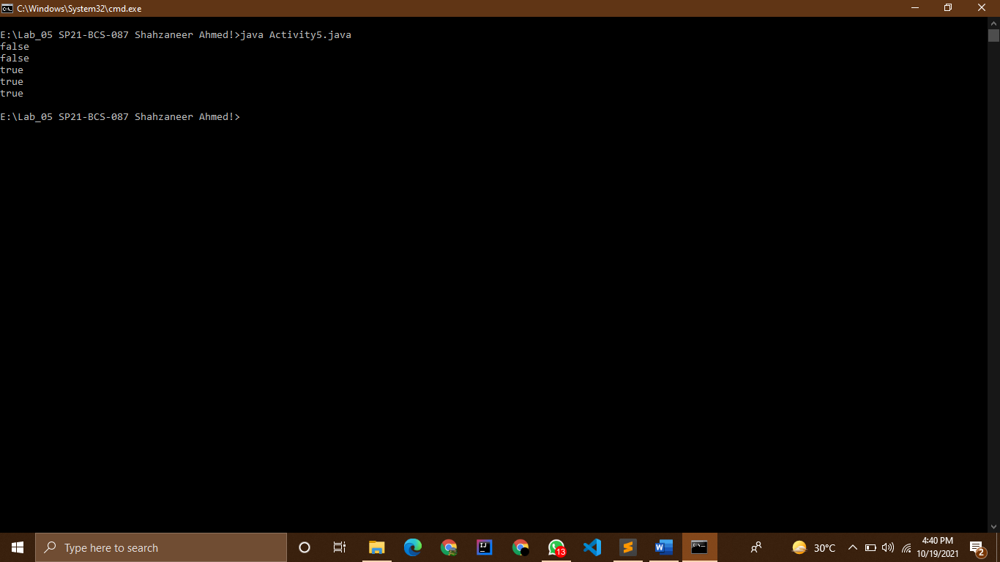 C:\Windows\System32\cmd.exe
E:\Lab_05 SP21-BCS-087 Shahzaneer Ahmed!>java Activity5.java
false
false
true
true
true
E:\Lab_05 SP21-BCS-087 Shahzaneer Ahmed!>
Type here to search
13
30°C
4:40 PM
10/19/2021
2